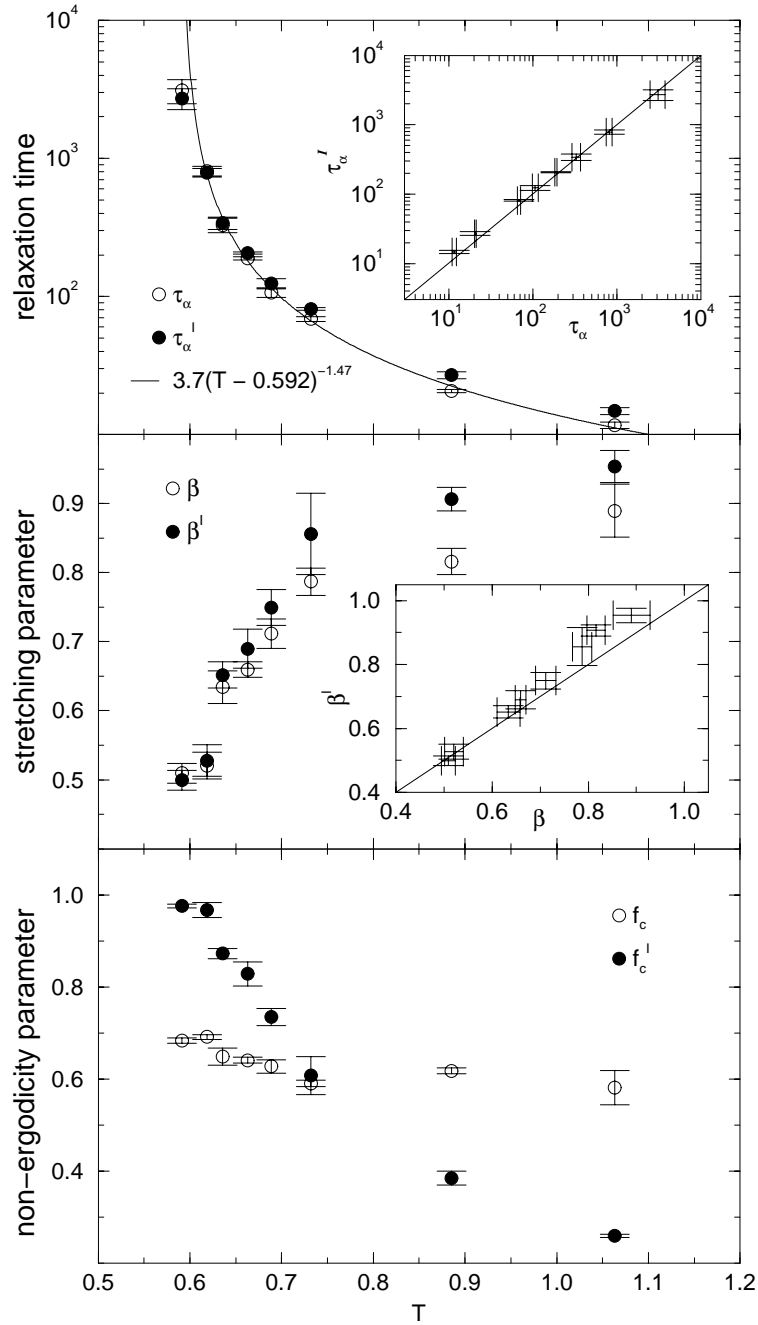 relaxation time
10^4
10^3
10^2
τ_α
τ_α^I
3.7(T − 0.592)^−1.47
τ_α^I
10^4
10^3
10^2
10^1
10^1 10^2 10^3 10^4
τ_α
stretching parameter
0.9
0.8
0.7
0.6
0.5
β
β^I
β^I
1.0
0.8
0.6
0.4
0.4 0.6 0.8 1.0
β
non−ergodicity parameter
1.0
0.8
0.6
0.4
f_c
f_c^I
0.5 0.6 0.7 0.8 0.9 1.0 1.1 1.2
T